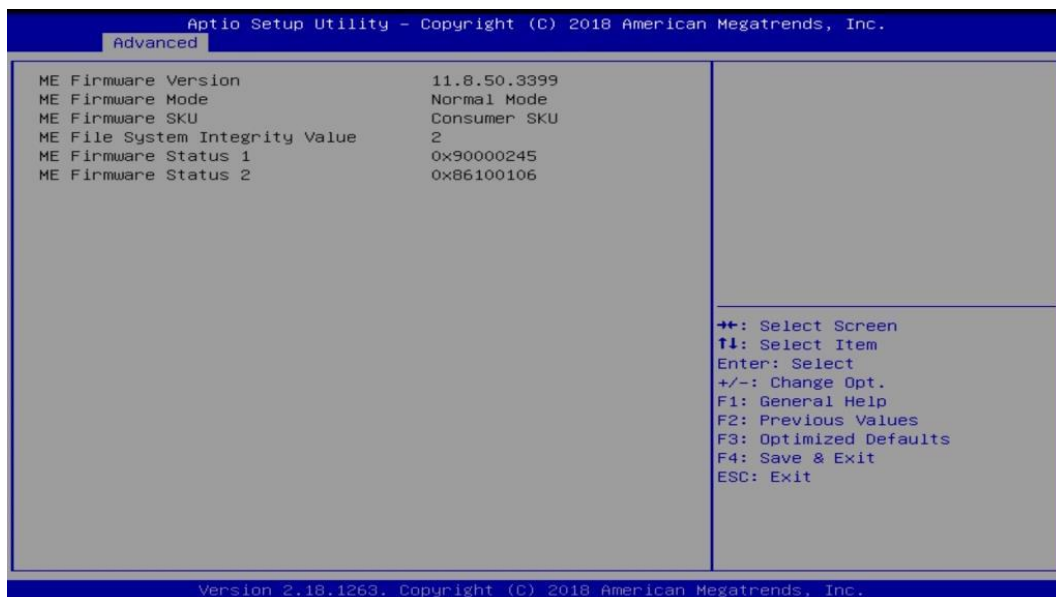 Aptio Setup Utility – Copyright (C) 2018 American Megatrends, Inc.
Advanced
ME Firmware Version 11.8.50.3399
ME Firmware Mode Normal Mode
ME Firmware SKU Consumer SKU
ME File System Integrity Value 2
ME Firmware Status 1 0x90000245
ME Firmware Status 2 0x86100106
→←: Select Screen
↑↓: Select Item
Enter: Select
+/-: Change Opt.
F1: General Help
F2: Previous Values
F3: Optimized Defaults
F4: Save & Exit
ESC: Exit
Version 2.18.1263. Copyright (C) 2018 American Megatrends, Inc.